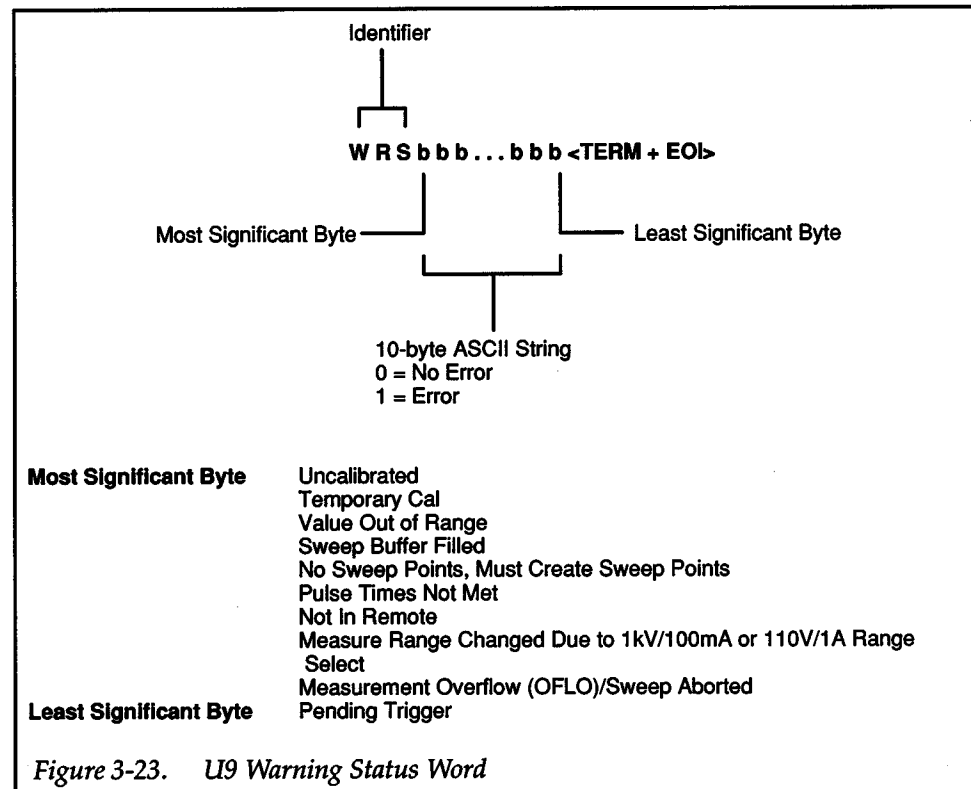 Identifier
W R S b b b . . . b b b <TERM + EOI>
Most Significant Byte
Least Significant Byte
10-byte ASCII String
0 = No Error
1 = Error
Most Significant Byte Uncalibrated
Temporary Cal
Value Out of Range
Sweep Buffer Filled
No Sweep Points, Must Create Sweep Points
Pulse Times Not Met
Not in Remote
Measure Range Changed Due to 1kV/100mA or 110V/1A Range
Select
Measurement Overflow (OFLO)/Sweep Aborted
Least Significant Byte Pending Trigger
Figure 3-23. U9 Warning Status Word